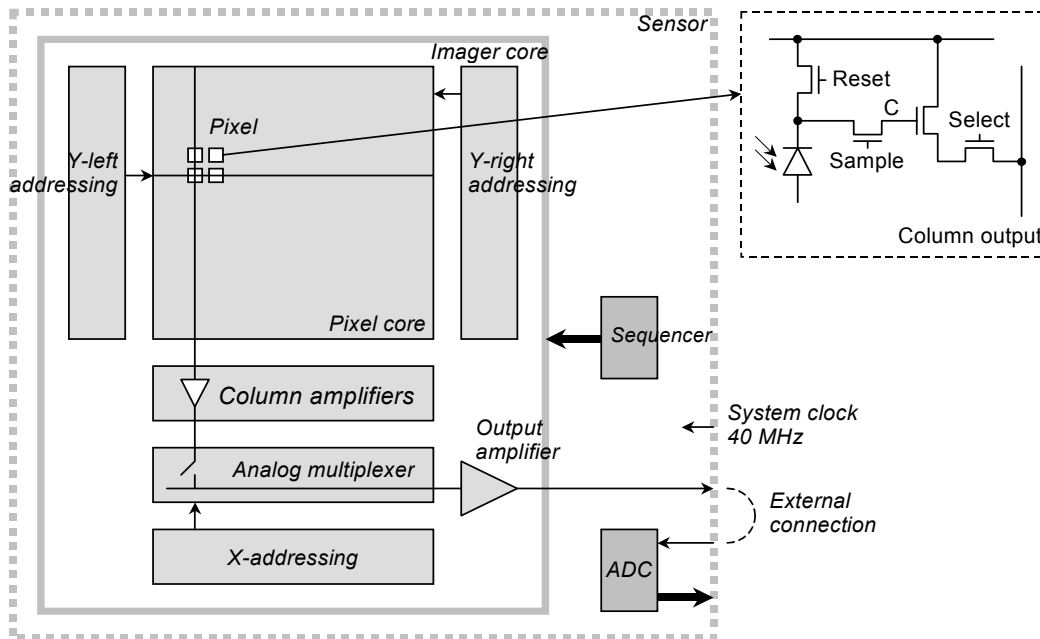 Sensor
Imager core
Pixel
Y-left
addressing
Y-right
addressing
Pixel core
Sequencer
Column amplifiers
System clock
40 MHz
Output
amplifier
Analog multiplexer
External
connection
X-addressing
ADC
Reset
C
Select
Sample
Column output